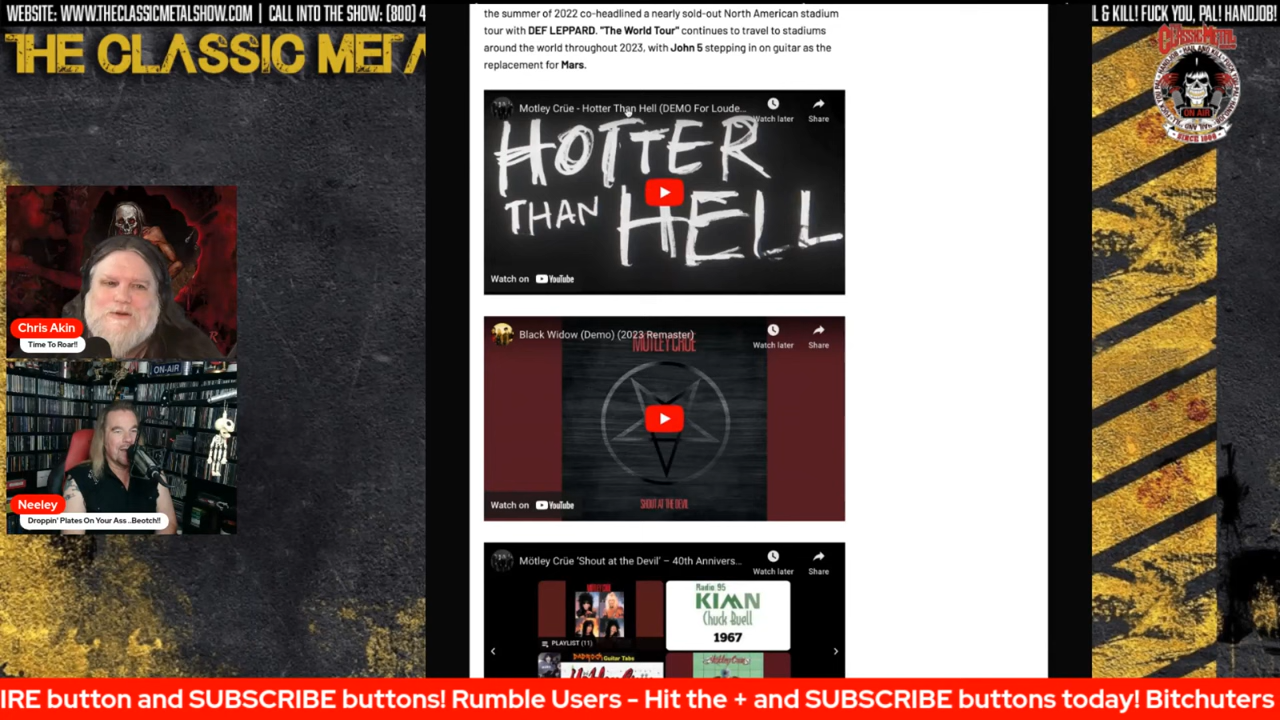 WEBSITE: WWW.THECLASSICMETALSHOW.COM | CALL INTO THE SHOW: (800) 4
L & KILL! FUCK YOU, PAL! HANDJOB!
THE CLASSIC META
the summer of 2022 co-headlined a nearly sold-out North American stadium
tour with DEF LEPPARD. "The World Tour" continues to travel to stadiums
around the world throughout 2023, with John 5 stepping in on guitar as the
replacement for Mars.
Motley Crüe - Hotter Than Hell (DEMO For Loude...
Watch later
Share
HOTTER
THAN HELL
Watch on YouTube
Black Widow (Demo) (2023 Remaster)
Watch later
Share
MÖTLEY CRÜE
SHOUT AT THE DEVIL
Watch on YouTube
Mötley Crüe 'Shout at the Devil' – 40th Annivers...
Watch later
Share
PLAYLIST (11)
Radio 95
KIMN
Chuck Buell
1967
Guitar Tabs
Chris Akin
Time To Roar!!
ON-AIR
Neeley
Droppin' Plates On Your Ass ..Beotch!!
CLASSIC METAL
ON AIR
SINCE 1996
IRE button and SUBSCRIBE buttons! Rumble Users - Hit the + and SUBSCRIBE buttons today! Bitchuters